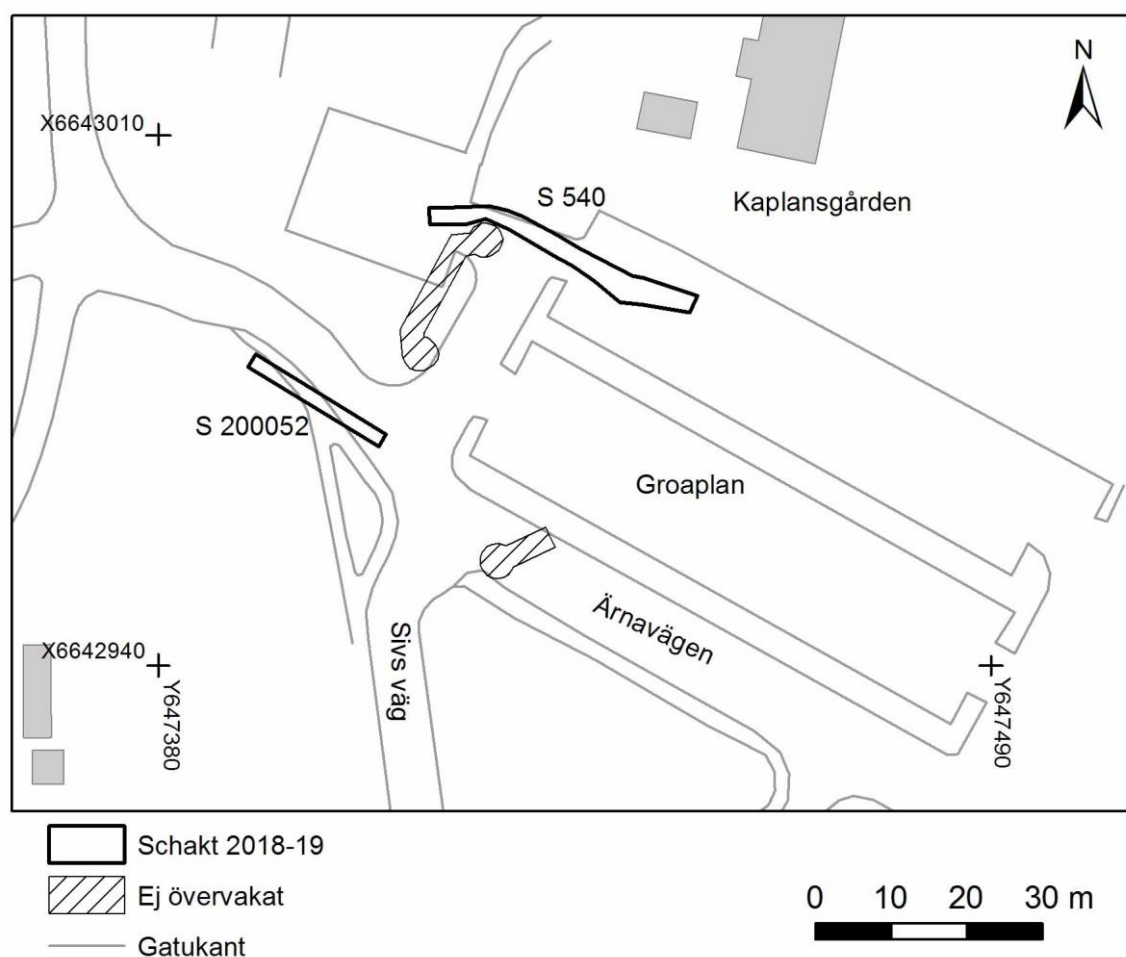 N
X6643010
S 540
Kaplansgården
S 200052
Groaplan
Ärnavägen
Sivs väg
X6642940
Y647380
Y647490
Schakt 2018-19
Ej övervakat
Gatukant
0 10 20 30 m